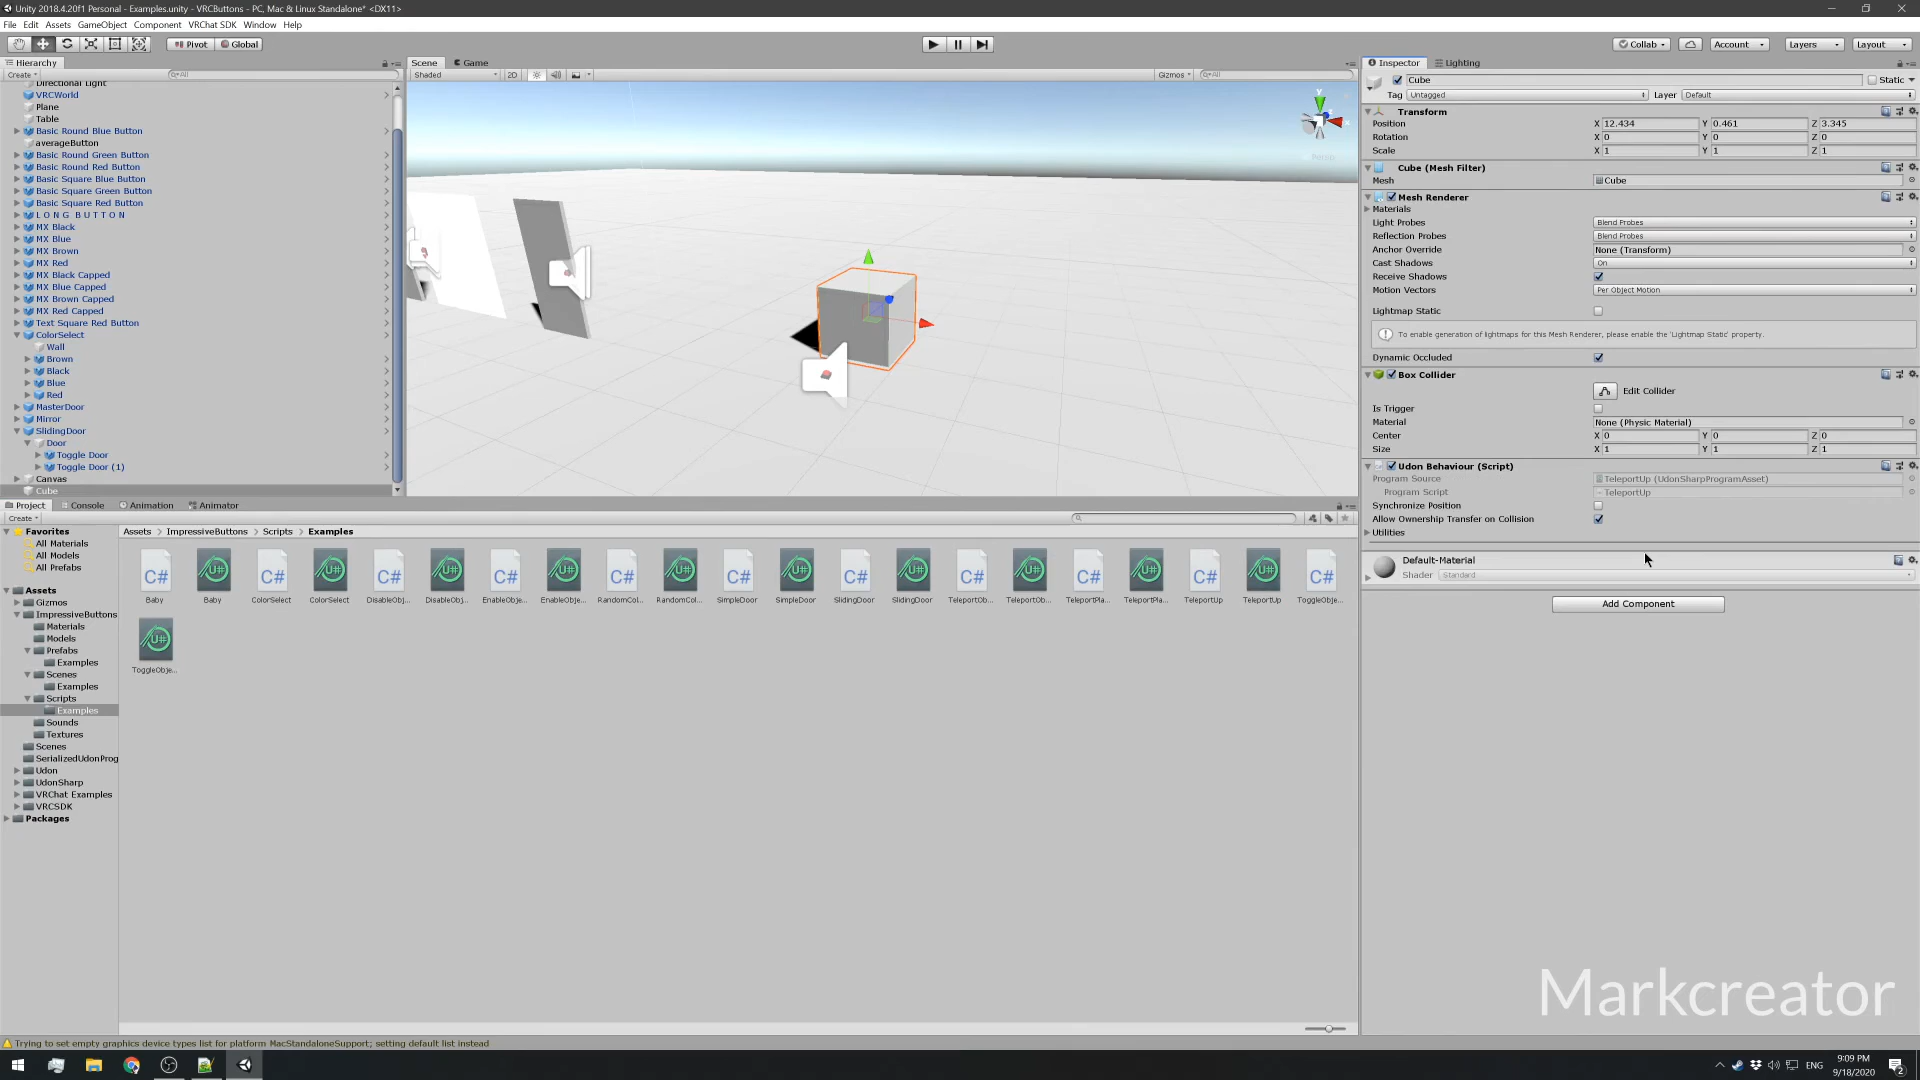 Unity 2018.4.20f1 Personal - Examples.unity - VRCButtons - PC, Mac & Linux Standalone* <DX11>
File Edit Assets GameObject Component VRChat SDK Window Help
Pivot Global
Collab Account Layers Layout
Hierarchy
Create All
Directional Light
VRCWorld
Plane
Table
Basic Round Blue Button
averageButton
Basic Round Green Button
Basic Round Red Button
Basic Square Blue Button
Basic Square Green Button
Basic Square Red Button
L O N G B U T T O N
MX Black
MX Blue
MX Brown
MX Red
MX Black Capped
MX Blue Capped
MX Brown Capped
MX Red Capped
Text Square Red Button
ColorSelect
Wall
Brown
Black
Blue
Red
MasterDoor
Mirror
SlidingDoor
Door
Toggle Door
Toggle Door (1)
Canvas
Cube
Scene Game
Shaded 2D Gizmos All
y
x
Persp
Inspector Lighting
Cube Static
Tag Untagged Layer Default
Transform
Position X 12.434 Y 0.461 Z 3.345
Rotation X 0 Y 0 Z 0
Scale X 1 Y 1 Z 1
Cube (Mesh Filter)
Mesh Cube
Mesh Renderer
Materials
Light Probes Blend Probes
Reflection Probes Blend Probes
Anchor Override None (Transform)
Cast Shadows On
Receive Shadows
Motion Vectors Per Object Motion
Lightmap Static
To enable generation of lightmaps for this Mesh Renderer, please enable the 'Lightmap Static' property.
Dynamic Occluded
Box Collider
Edit Collider
Is Trigger
Material None (Physic Material)
Center X 0 Y 0 Z 0
Size X 1 Y 1 Z 1
Udon Behaviour (Script)
Program Source TeleportUp (UdonSharpProgramAsset)
Program Script TeleportUp
Synchronize Position
Allow Ownership Transfer on Collision
Utilities
Default-Material
Shader Standard
Add Component
Project Console Animation Animator
Create
Favorites
All Materials
All Models
All Prefabs
Assets
Gizmos
ImpressiveButtons
Materials
Models
Prefabs
Examples
Scenes
Examples
Scripts
Examples
Sounds
Textures
Scenes
SerializedUdonProg
Udon
UdonSharp
VRChat Examples
VRCSDK
Packages
Assets ImpressiveButtons Scripts Examples
C# U# C# U# C# U# C# U# C# U# C# U# C# U# C# U# C# U# C# U# C#
Baby Baby ColorSelect ColorSelect DisableObj... DisableObj... EnableObje... EnableObje... RandomCol... RandomCol... SimpleDoor SimpleDoor SlidingDoor SlidingDoor TeleportOb... TeleportOb... TeleportPla... TeleportPla... TeleportUp TeleportUp ToggleObje...
U#
ToggleObje...
Markcreator
Trying to set empty graphics device types list for platform MacStandaloneSupport; setting default list instead
ENG 9:09 PM
9/18/2020
2